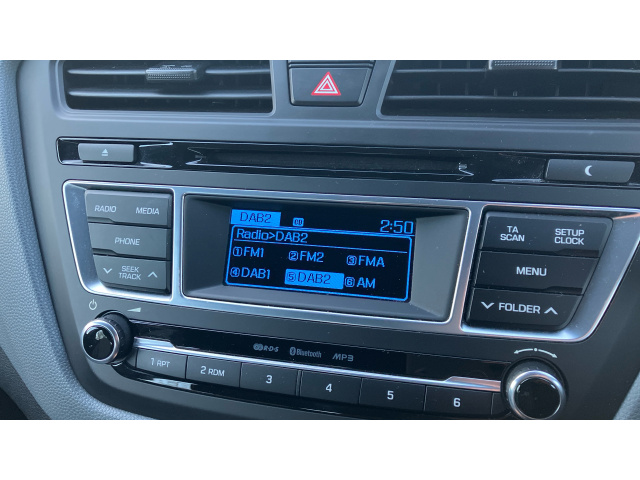 DAB2 2:50
Radio>DAB2
①FM1 ②FM2 ③FMA
④DAB1 ⑤DAB2 ⑥AM
RADIO MEDIA
PHONE
SEEK
TRACK
TA
SCAN
SETUP
CLOCK
MENU
FOLDER
R·D·S Bluetooth MP3
1 RPT 2 RDM 3 4 5 6